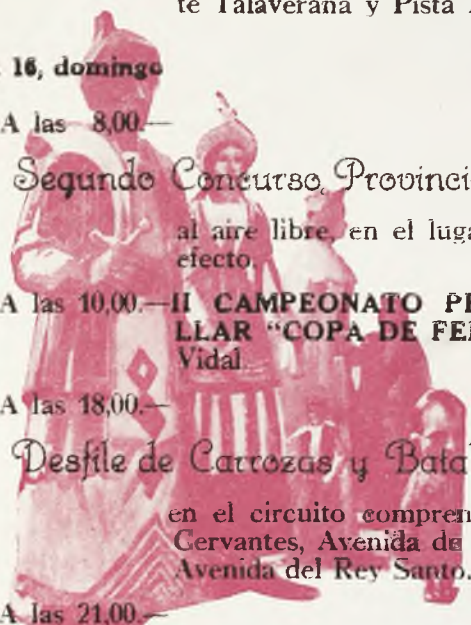 te Talaverana y Pista
16, domingo
A las 8,00.—
Segundo Concurso Provinci
al aire libre, en el luga
efecto.
A las 10,00.—II CAMPEONATO
LLAR "COPA DE FE
Vidal
A las 18,00.—
Desfile de Carrozas y Bata
en el circuito compren
Cervantes, Avenida de
Avenida del Rey Santo.
A las 21,00.—